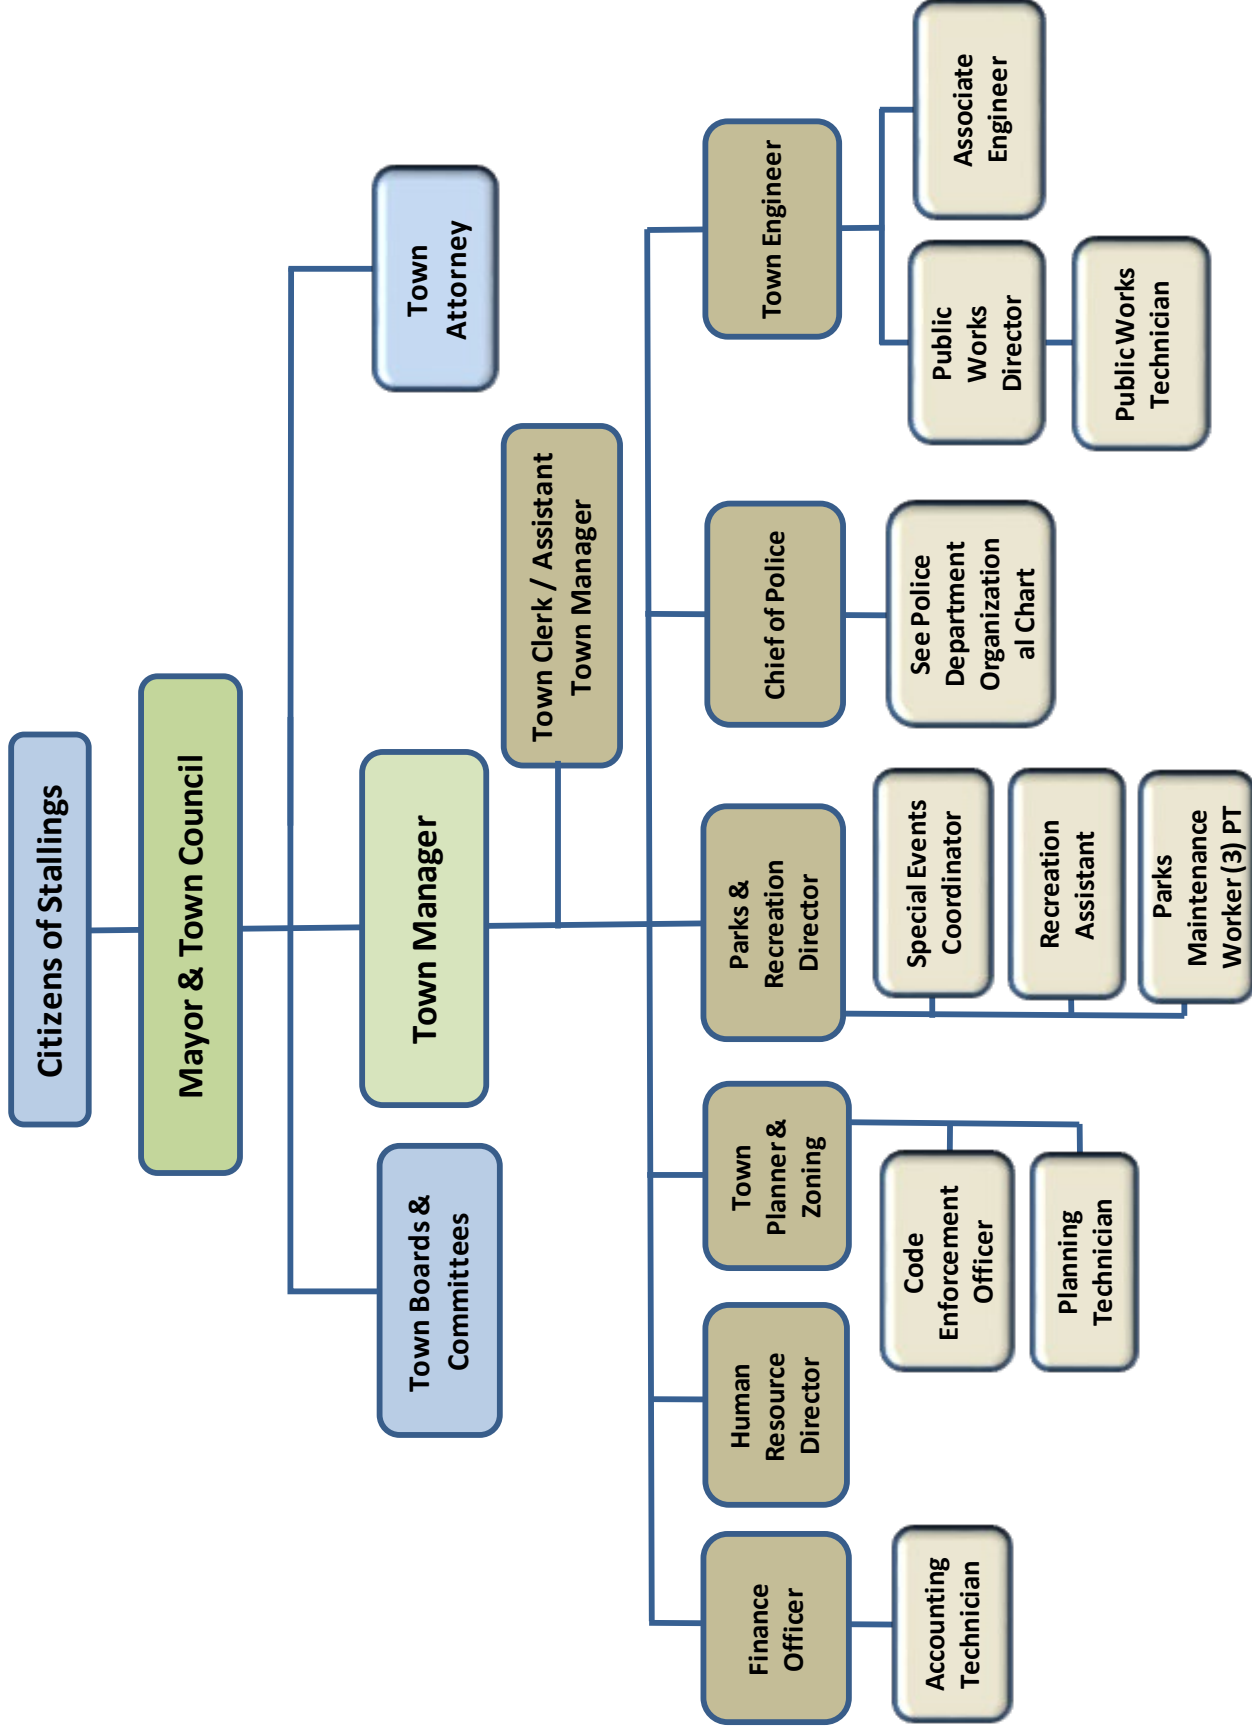 Citizens of Stallings
Mayor & Town Council
Town Boards &
Committees
Town Manager
Town
Attorney
Town Clerk / Assistant
Town Manager
Finance
Officer
Human
Resource
Director
Town
Planner &
Zoning
Parks &
Recreation
Director
Chief of Police
Town Engineer
Accounting
Technician
Code
Enforcement
Officer
Planning
Technician
Special Events
Coordinator
Recreation
Assistant
Parks
Maintenance
Worker (3) PT
See Police
Department
Organization
al Chart
Public
Works
Director
Associate
Engineer
Public Works
Technician